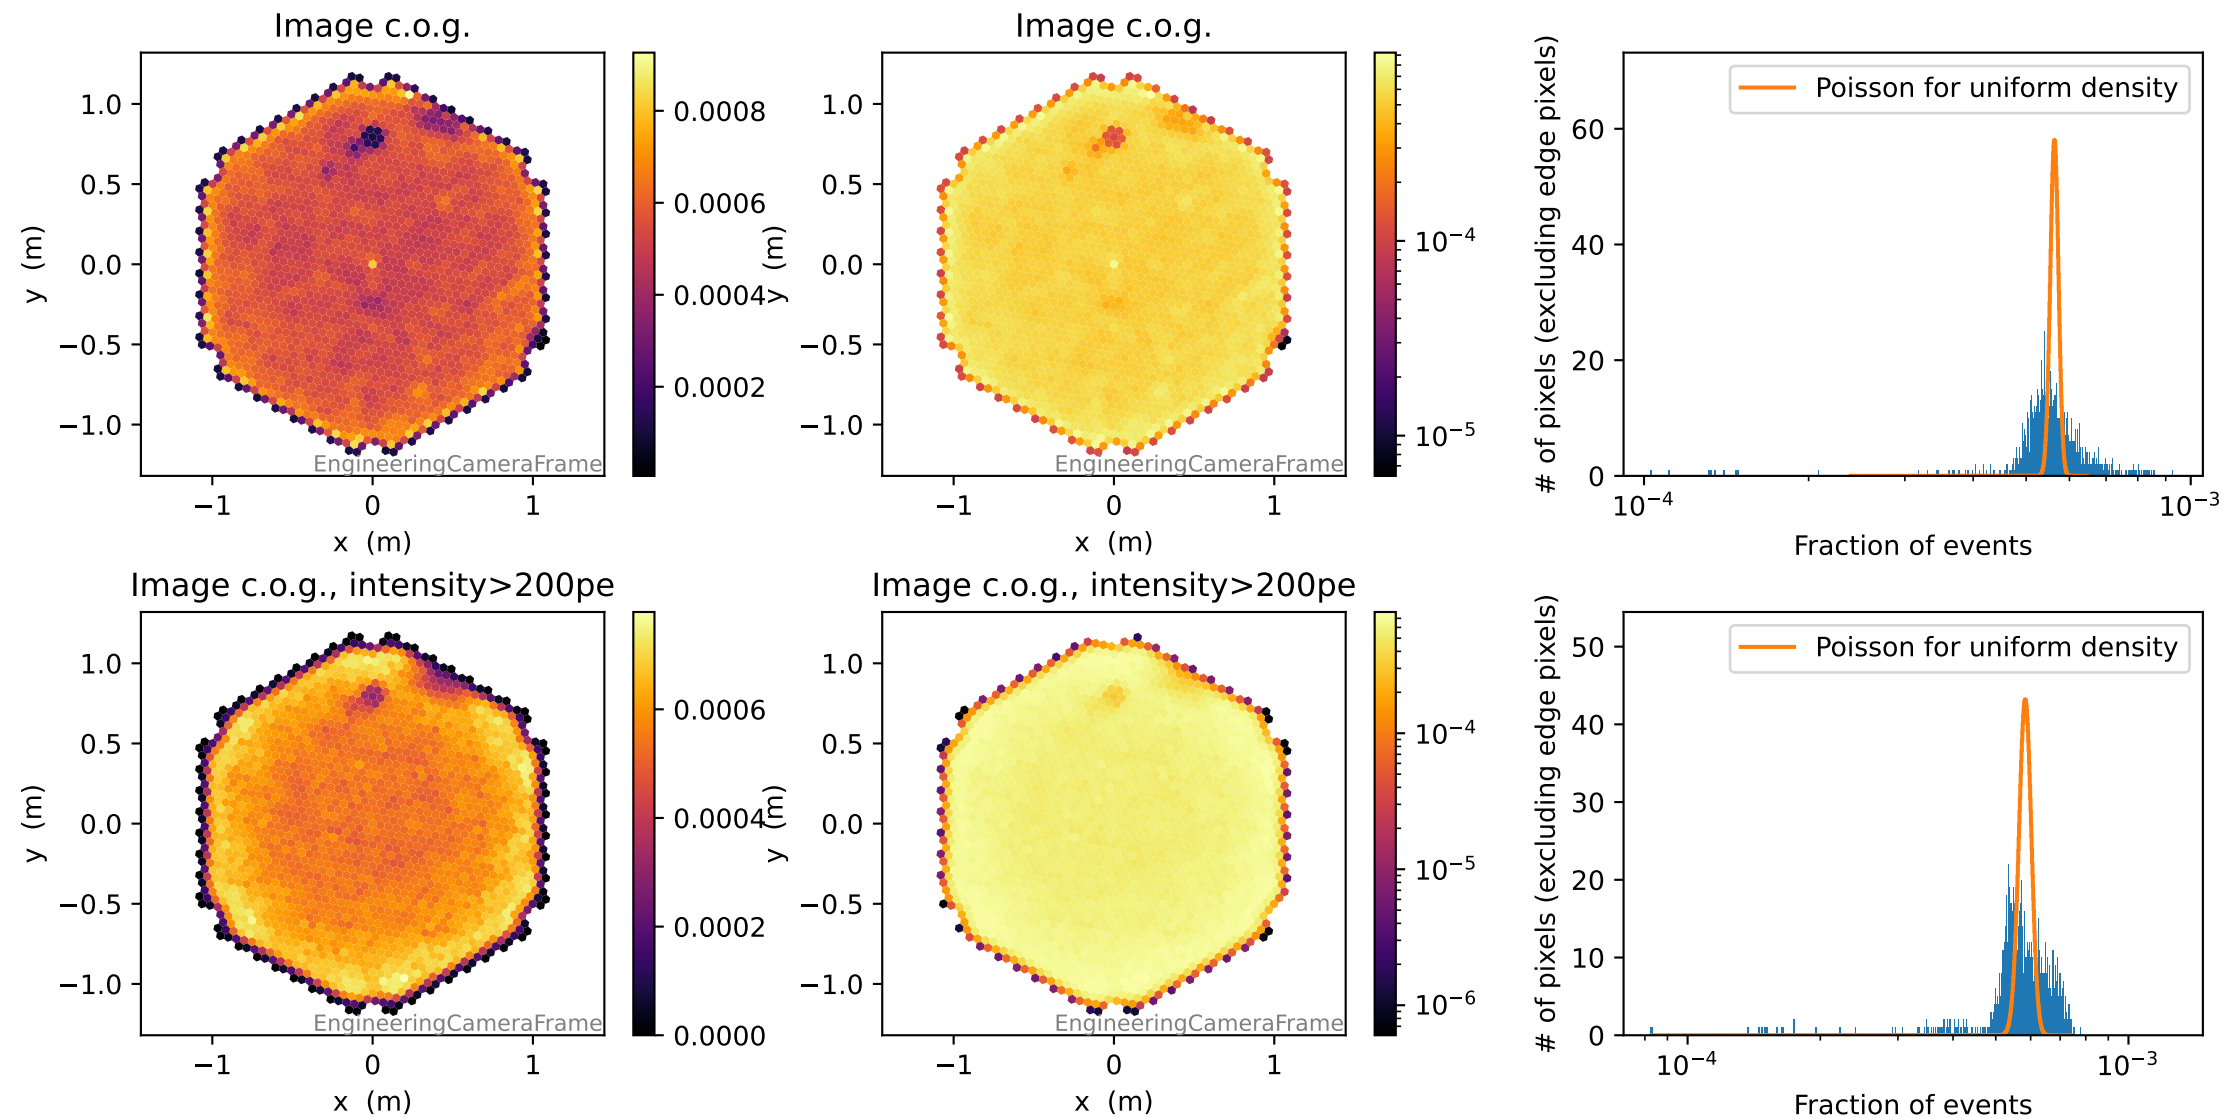 Image c.o.g.
1.0
0.5
0.0
−0.5
−1.0
y (m)
−1
0
1
x (m)
EngineeringCameraFrame
0.0008
0.0006
0.0004
0.0002
Image c.o.g.
1.0
0.5
0.0
−0.5
−1.0
y (m)
−1
0
1
x (m)
EngineeringCameraFrame
10⁻⁴
10⁻⁵
# of pixels (excluding edge pixels)
60
40
20
0
Poisson for uniform density
10⁻⁴
10⁻³
Fraction of events
Image c.o.g., intensity>200pe
1.0
0.5
0.0
−0.5
−1.0
y (m)
−1
0
1
x (m)
EngineeringCameraFrame
0.0006
0.0004
0.0002
0.0000
Image c.o.g., intensity>200pe
1.0
0.5
0.0
−0.5
−1.0
y (m)
−1
0
1
x (m)
EngineeringCameraFrame
10⁻⁴
10⁻⁵
10⁻⁶
# of pixels (excluding edge pixels)
50
40
30
20
10
0
Poisson for uniform density
10⁻⁴
10⁻³
Fraction of events